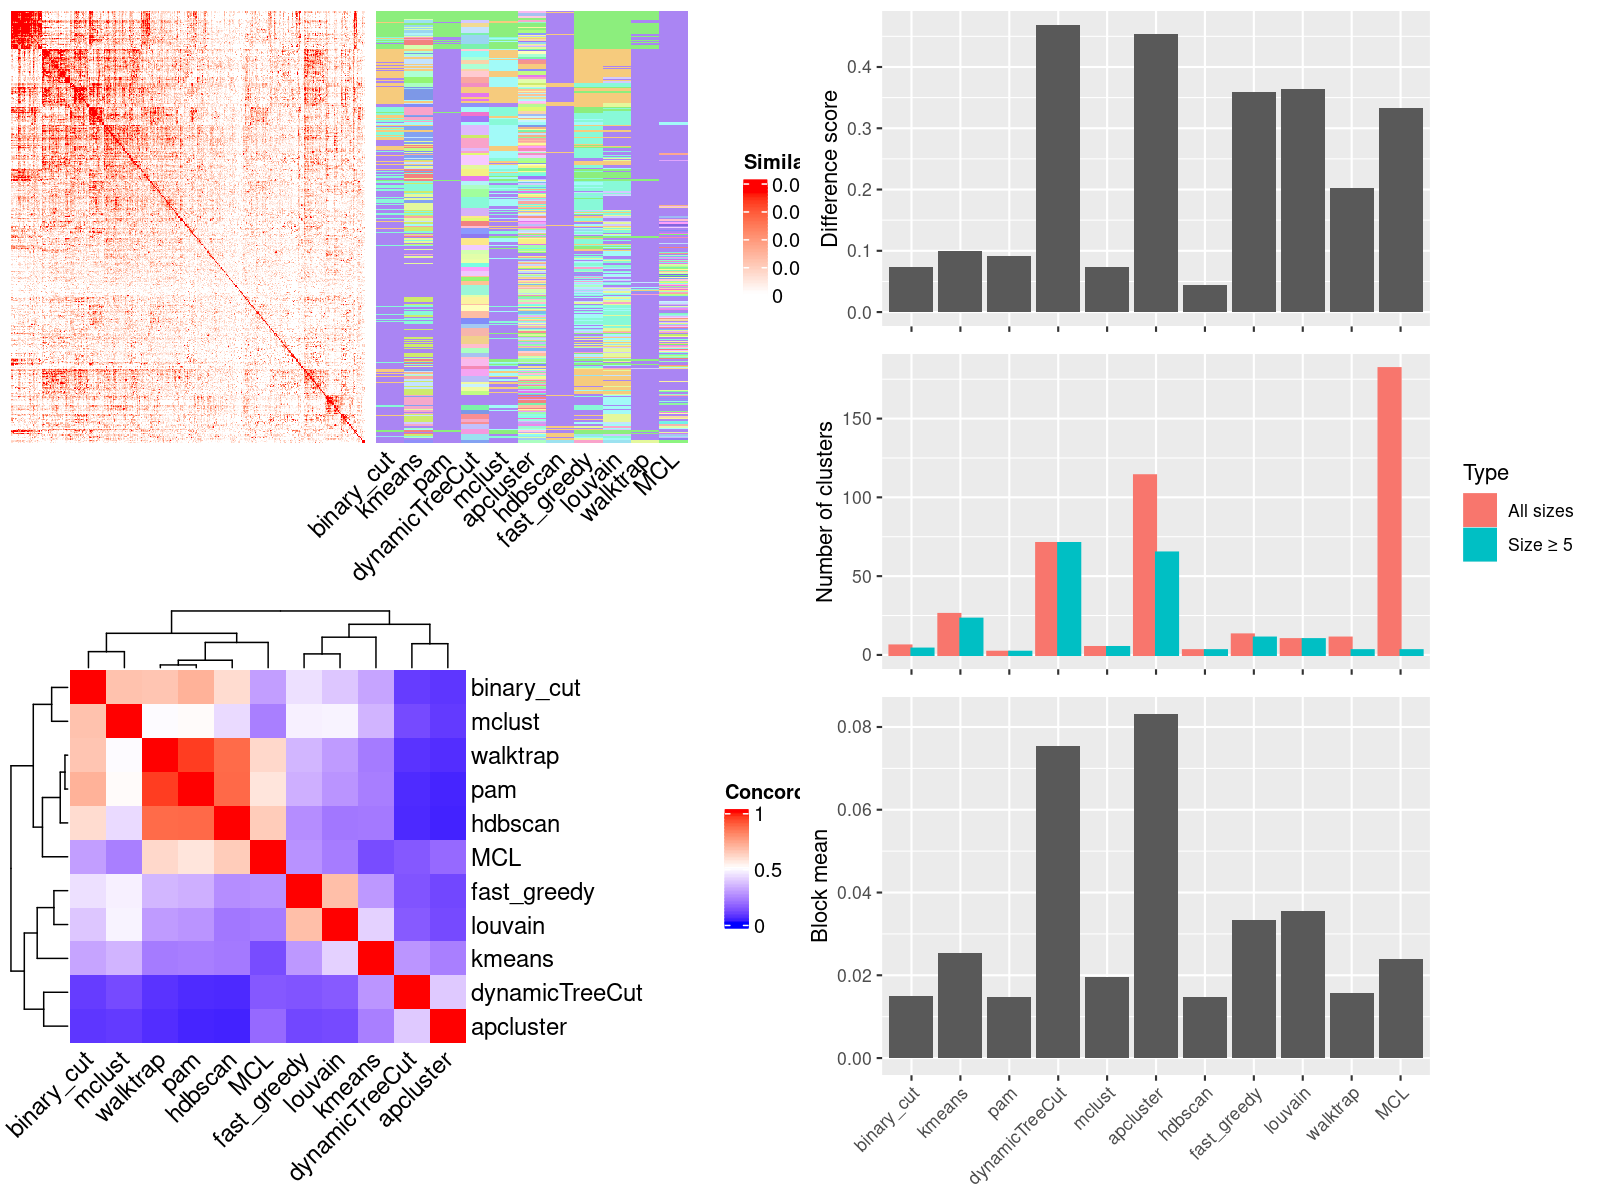 Simila
0.0
0.0
0.0
0.0
0
binary_cut
kmeans
pam
dynamicTreeCut
mclust
apcluster
hdbscan
fast_greedy
louvain
walktrap
MCL
binary_cut
mclust
walktrap
pam
hdbscan
MCL
fast_greedy
louvain
kmeans
dynamicTreeCut
apcluster
binary_cut
mclust
walktrap
pam
hdbscan
MCL
fast_greedy
louvain
kmeans
dynamicTreeCut
apcluster
Concord
1
0.5
0
Difference score
0.4
0.3
0.2
0.1
0.0
Number of clusters
150
100
50
0
Type
All sizes
Size ≥ 5
Block mean
0.08
0.06
0.04
0.02
0.00
binary_cut
kmeans
pam
dynamicTreeCut
mclust
apcluster
hdbscan
fast_greedy
louvain
walktrap
MCL